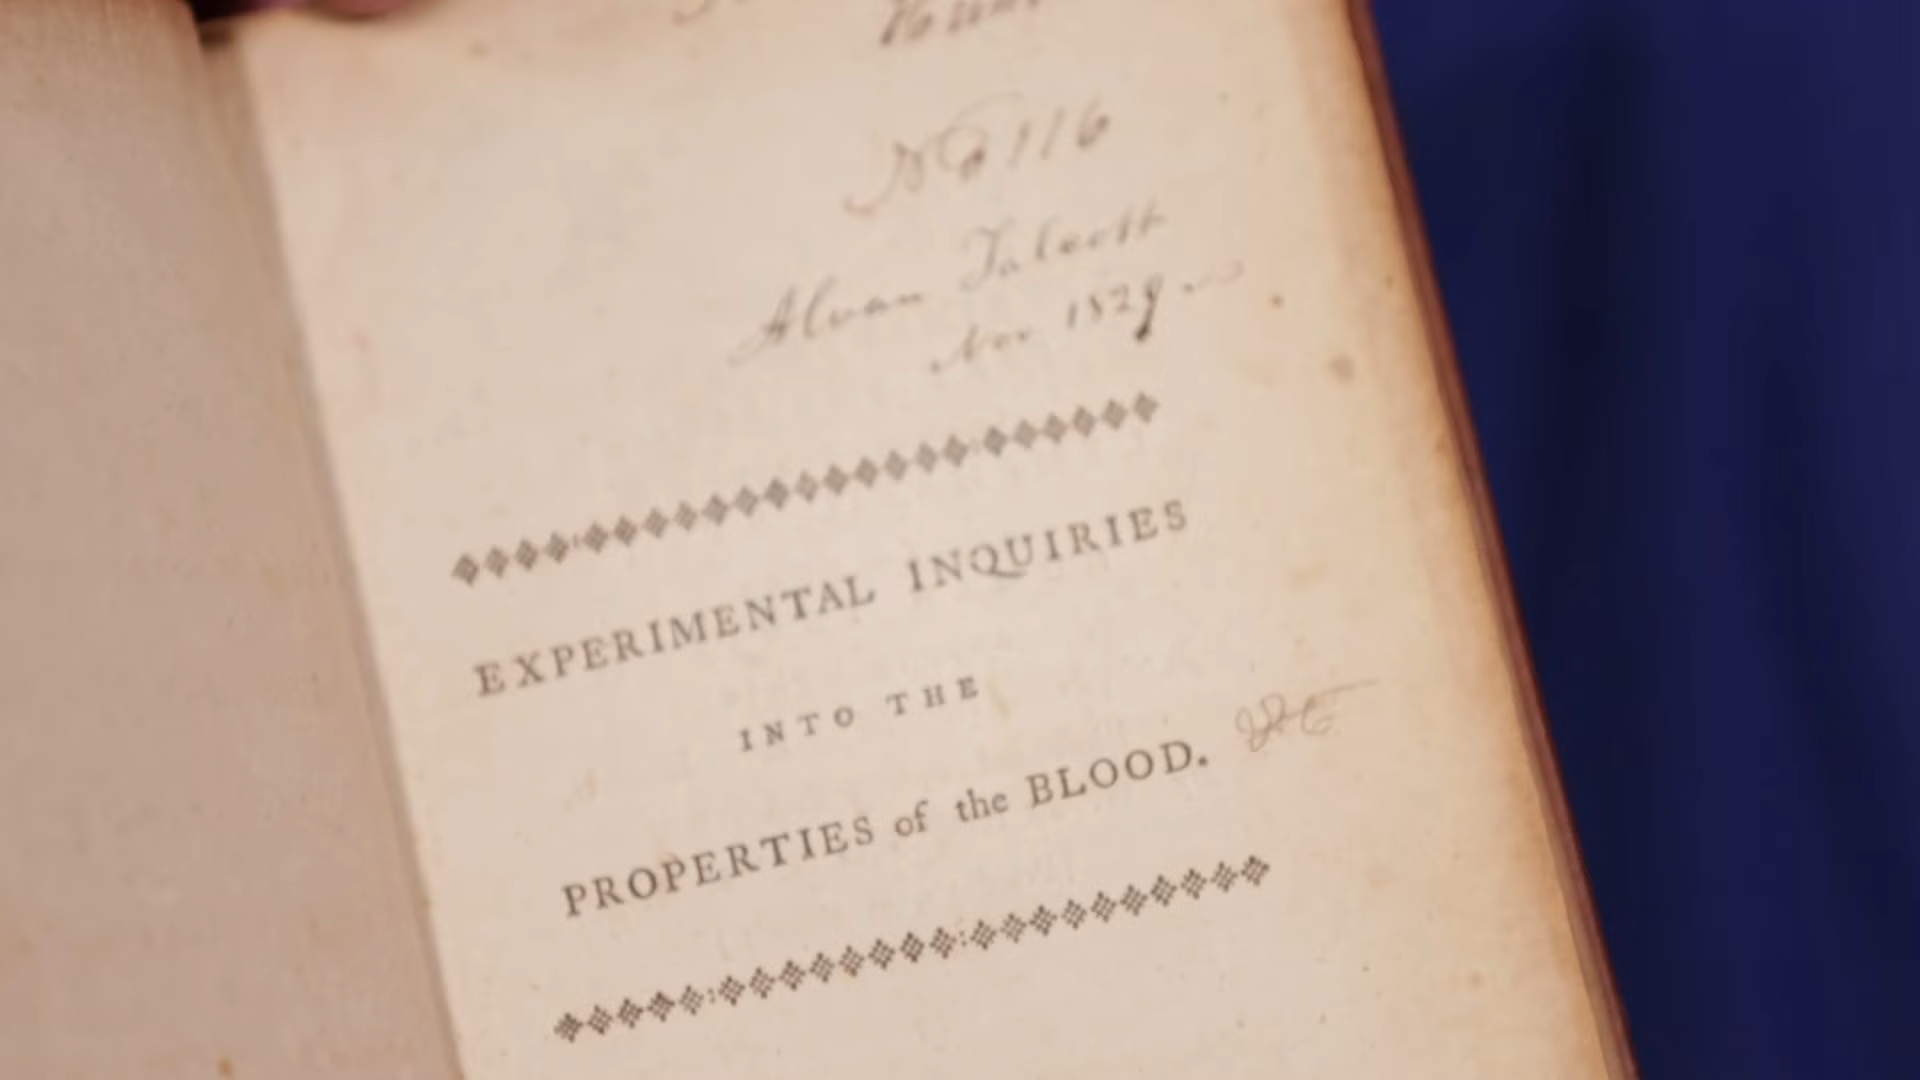 No 116
Alvan Talcott
Nov 1829
EXPERIMENTAL INQUIRIES
INTO THE
PROPERTIES of the BLOOD.